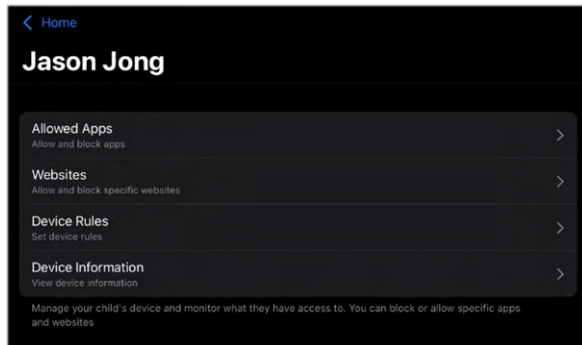 Home
Jason Jong
Allowed Apps
Allow and block apps
Websites
Allow and block specific websites
Device Rules
Set device rules
Device Information
View device information
Manage your child's device and monitor what they have access to. You can block or allow specific apps
and websites